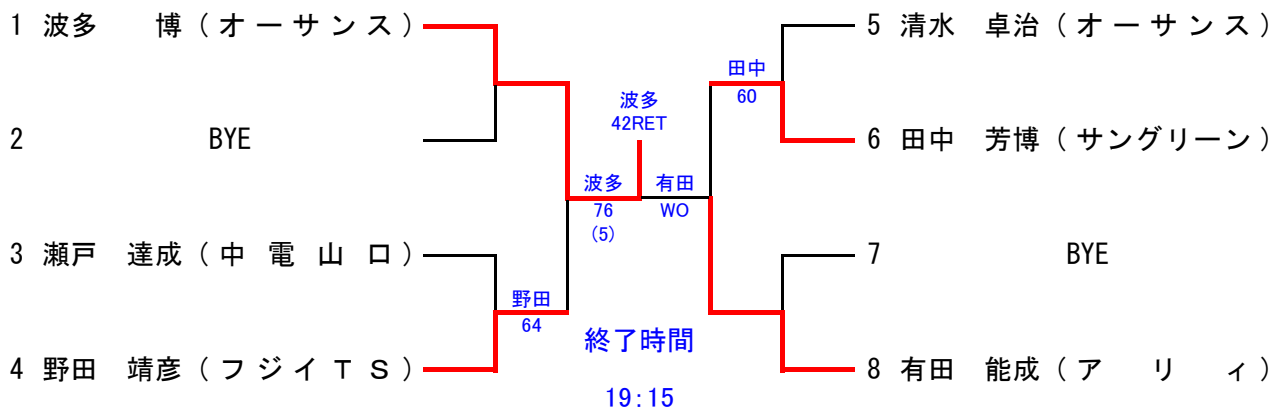 1 波多　博（オーサンス）
2 BYE
3 瀬戸　達成（中電山口）
4 野田　靖彦（フジイＴＳ）
野田
64
波多
76
(5)
波多
42RET
有田
WO
田中
60
5 清水　卓治（オーサンス）
6 田中　芳博（サングリーン）
7 BYE
8 有田　能成（アリィ）
終了時間
19:15